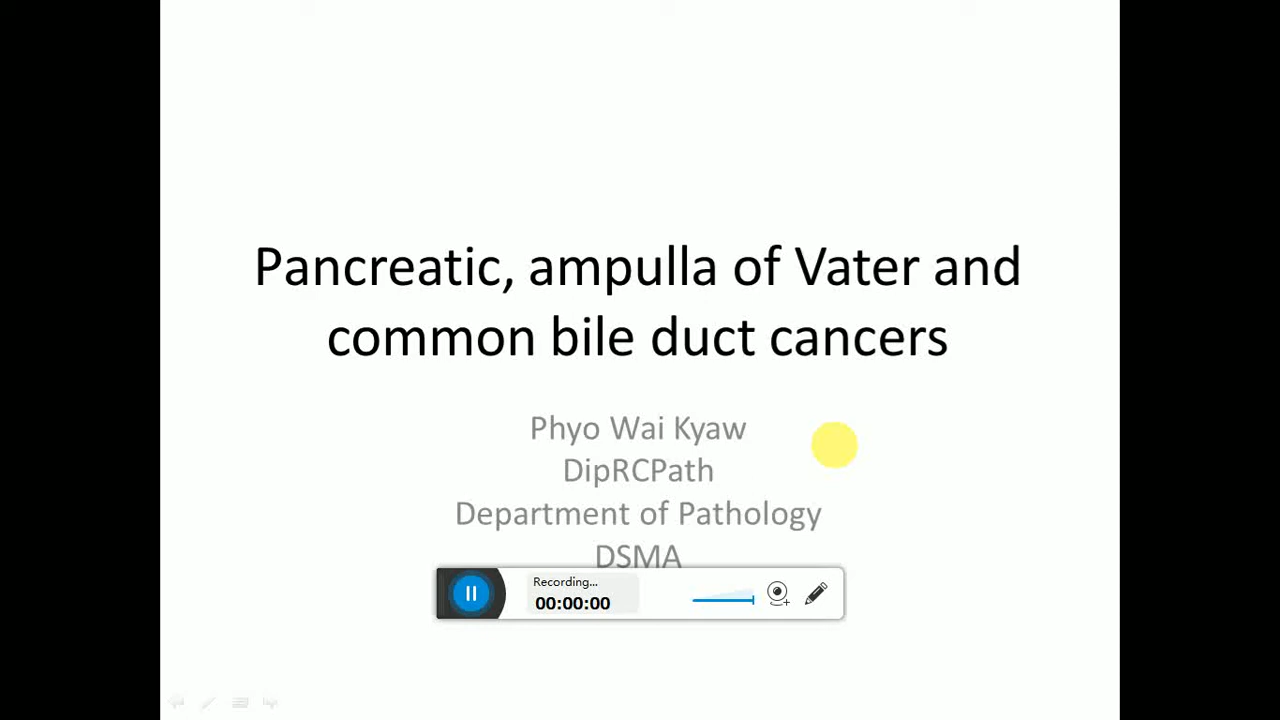 Pancreatic, ampulla of Vater and
common bile duct cancers
Phyo Wai Kyaw
DipRCPath
Department of Pathology
DSMA
Recording...
00:00:00